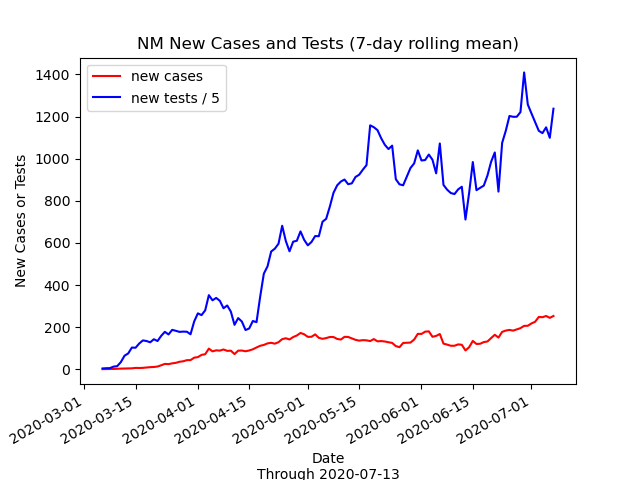 NM New Cases and Tests (7-day rolling mean)
new cases
new tests / 5
New Cases or Tests
1400
1200
1000
800
600
400
200
0
2020-03-01
2020-03-15
2020-04-01
2020-04-15
2020-05-01
2020-05-15
2020-06-01
2020-06-15
2020-07-01
Date
Through 2020-07-13